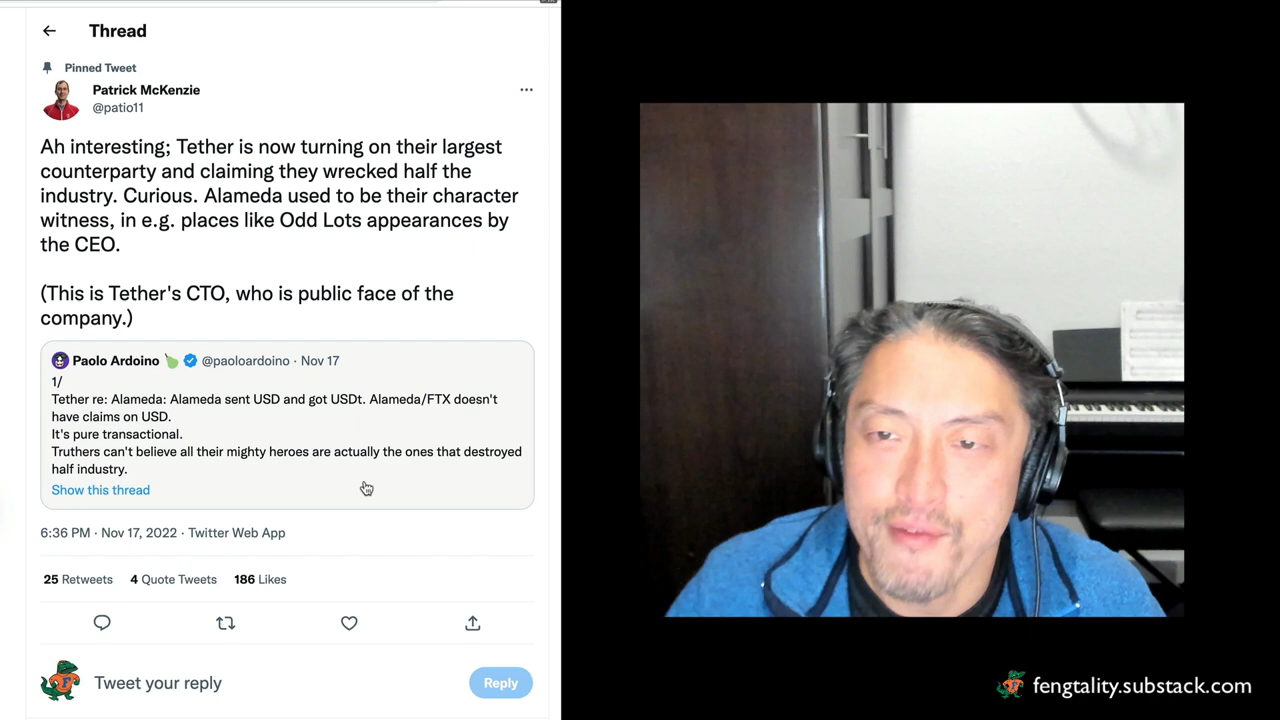 Thread
Pinned Tweet
Patrick McKenzie
@patio11
Ah interesting; Tether is now turning on their largest
counterparty and claiming they wrecked half the
industry. Curious. Alameda used to be their character
witness, in e.g. places like Odd Lots appearances by
the CEO.
(This is Tether's CTO, who is public face of the
company.)
Paolo Ardoino @paoloardoino · Nov 17
1/
Tether re: Alameda: Alameda sent USD and got USDt. Alameda/FTX doesn't
have claims on USD.
It's pure transactional.
Truthers can't believe all their mighty heroes are actually the ones that destroyed
half industry.
Show this thread
6:36 PM · Nov 17, 2022 · Twitter Web App
25 Retweets 4 Quote Tweets 186 Likes
Tweet your reply
Reply
fengtality.substack.com